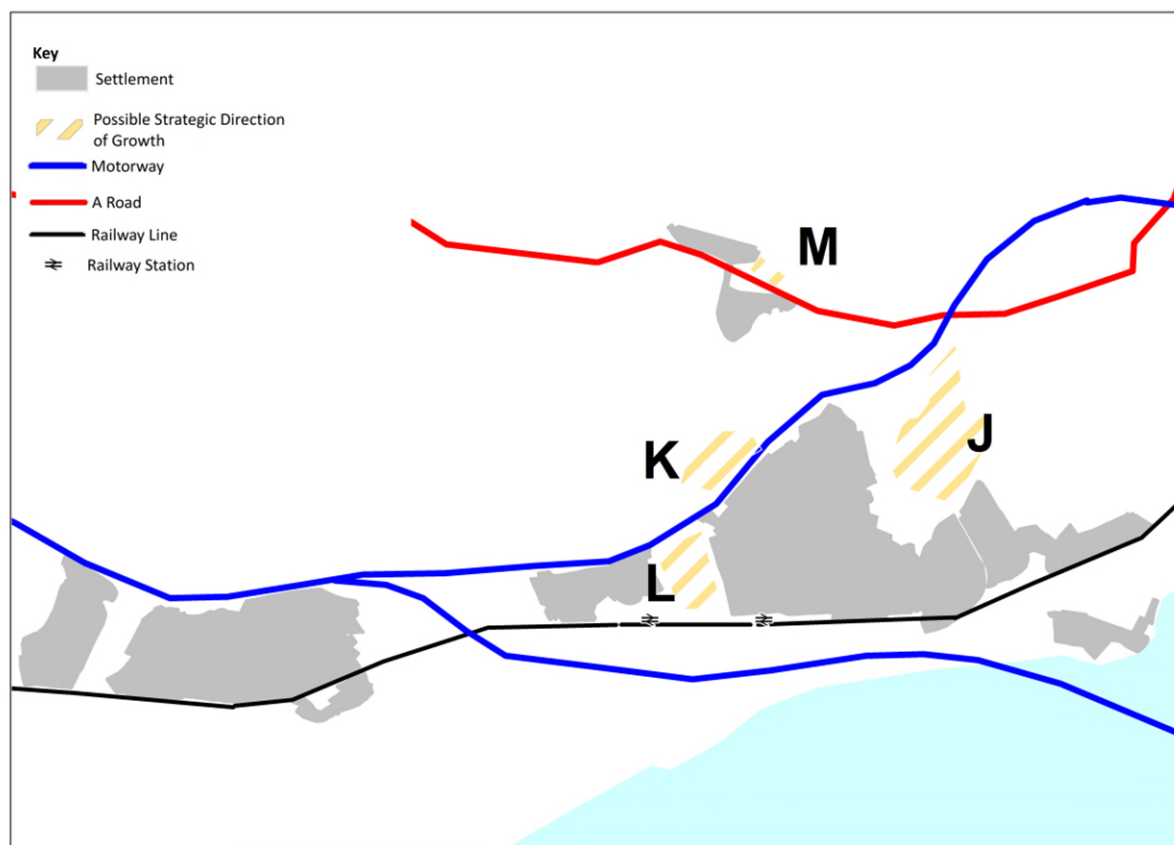 Key
Settlement
Possible Strategic Direction
of Growth
Motorway
A Road
Railway Line
Railway Station
M
J
K
L